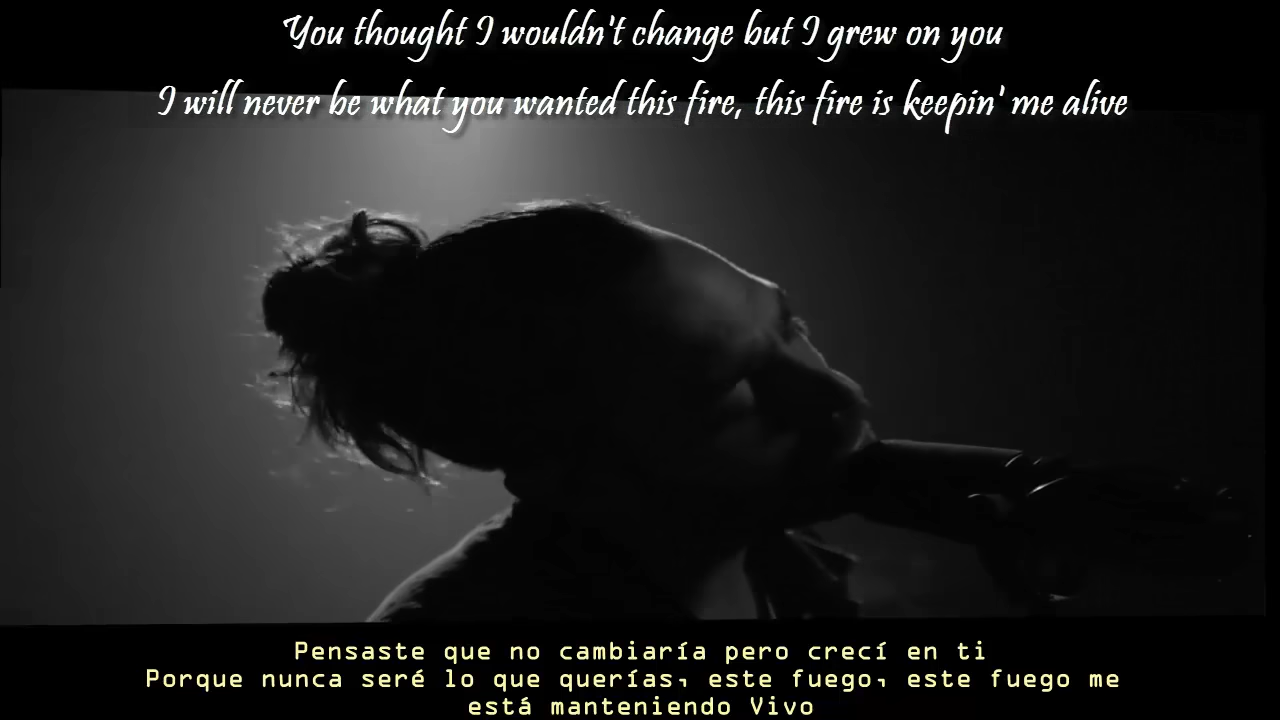 You thought I wouldn't change but I grew on you
I will never be what you wanted this fire, this fire is keepin' me alive
Pensaste que no cambiaría pero crecí en ti
Porque nunca seré lo que querías, este fuego, este fuego me
está manteniendo Vivo